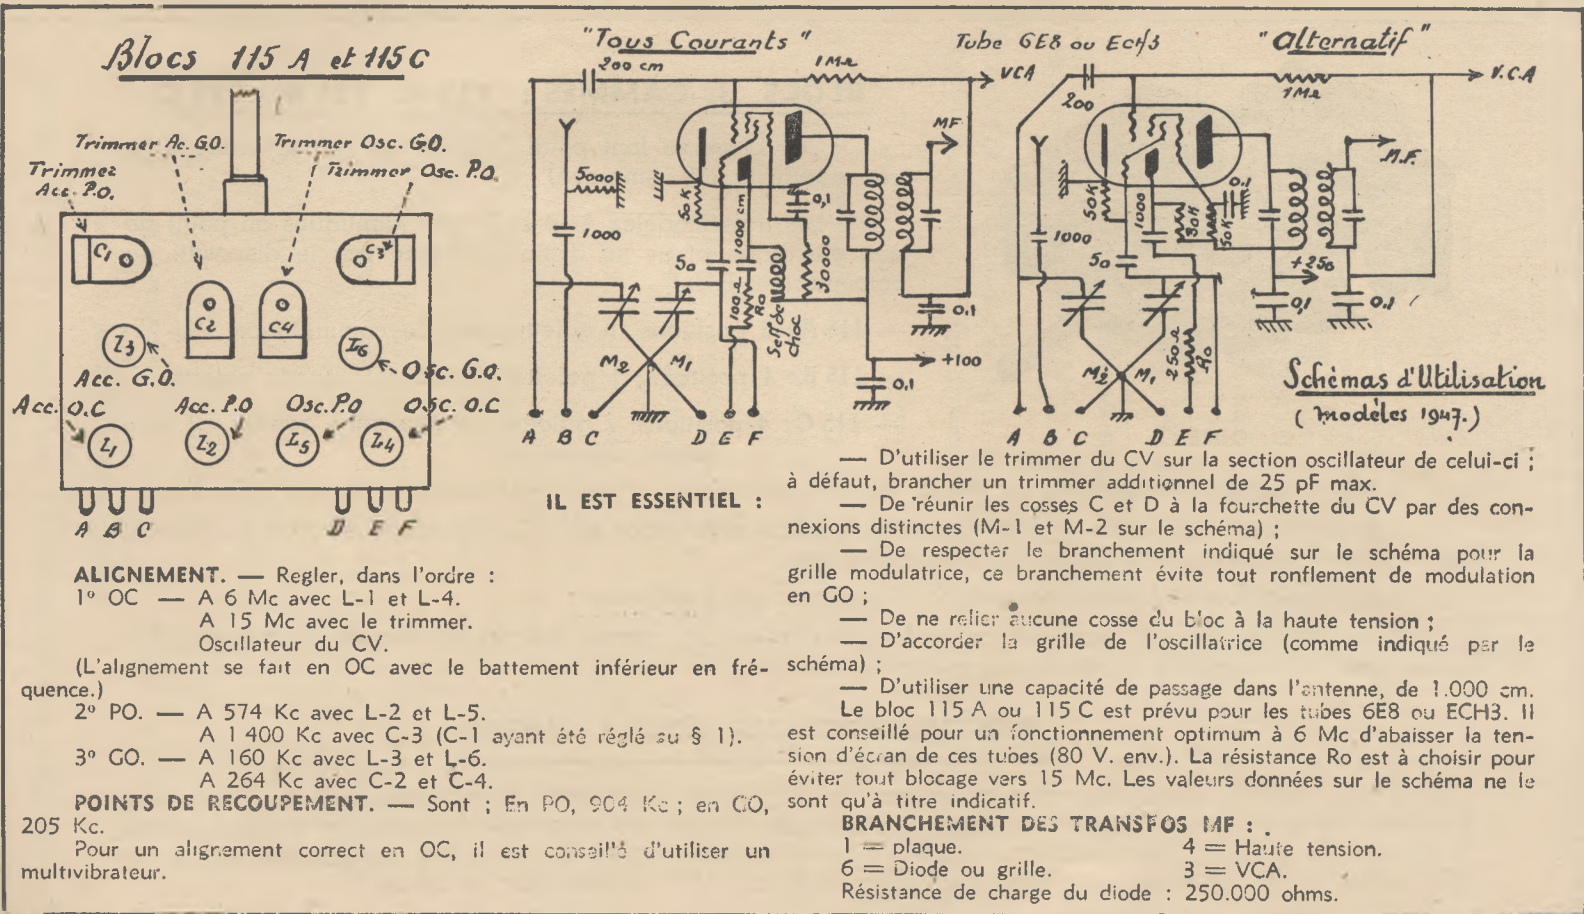 Blocs 115 A et 115 C
Trimmer Ac. G.O.
Trimmer Osc. G.O.
Trimmer Acc. P.O.
Trimmer Osc. P.O.
C1
C3
C2
C4
L3
L6
Acc. G.O.
Osc. G.O.
Acc. O.C
Acc. P.O
Osc. P.O
Osc. O.C
L1
L2
L5
L4
A B C
D E F
"Tous Courants"
Tube 6E8 ou Ech3
"Alternatif"
200 cm
1MΩ
VCA
MF
5000
50K
1000 cm
0,1
1000
50
100Ω
Ro
Self de choc
30000
0.1
M2
M1
+100
0,1
A B C
D E F
200
1MΩ
V.C.A
M.F.
50K
1000
30K
50K
0.1
1000
50
+250
0,1
0.1
M2
M1
250Ω
Ro
A B C
D E F
Schémas d'Utilisation
( modèles 1947.)
ALIGNEMENT. — Regler, dans l'ordre :
1º OC — A 6 Mc avec L-1 et L-4.
A 15 Mc avec le trimmer.
Oscillateur du CV.
(L'alignement se fait en OC avec le battement inférieur en fré-
quence.)
2º PO. — A 574 Kc avec L-2 et L-5.
A 1 400 Kc avec C-3 (C-1 ayant été réglé au § 1).
3º GO. — A 160 Kc avec L-3 et L-6.
A 264 Kc avec C-2 et C-4.
POINTS DE RECOUPEMENT. — Sont ; En PO, 904 Kc ; en GO,
205 Kc.
Pour un alignement correct en OC, il est conseillé d'utiliser un
multivibrateur.
IL EST ESSENTIEL :
— D'utiliser le trimmer du CV sur la section oscillateur de celui-ci ;
à défaut, brancher un trimmer additionnel de 25 pF max.
— De réunir les cosses C et D à la fourchette du CV par des con-
nexions distinctes (M-1 et M-2 sur le schéma) ;
— De respecter le branchement indiqué sur le schéma pour la
grille modulatrice, ce branchement évite tout ronflement de modulation
en GO ;
— De ne relier aucune cosse du bloc à la haute tension ;
— D'accorder la grille de l'oscillatrice (comme indiqué par le
schéma) ;
— D'utiliser une capacité de passage dans l'antenne, de 1.000 cm.
Le bloc 115 A ou 115 C est prévu pour les tubes 6E8 ou ECH3. Il
est conseillé pour un fonctionnement optimum à 6 Mc d'abaisser la ten-
sion d'écran de ces tubes (80 V. env.). La résistance Ro est à choisir pour
éviter tout blocage vers 15 Mc. Les valeurs données sur le schéma ne le
sont qu'à titre indicatif.
BRANCHEMENT DES TRANSFOS MF :
1 = plaque.
4 = Haute tension.
6 = Diode ou grille.
3 = VCA.
Résistance de charge du diode : 250.000 ohms.